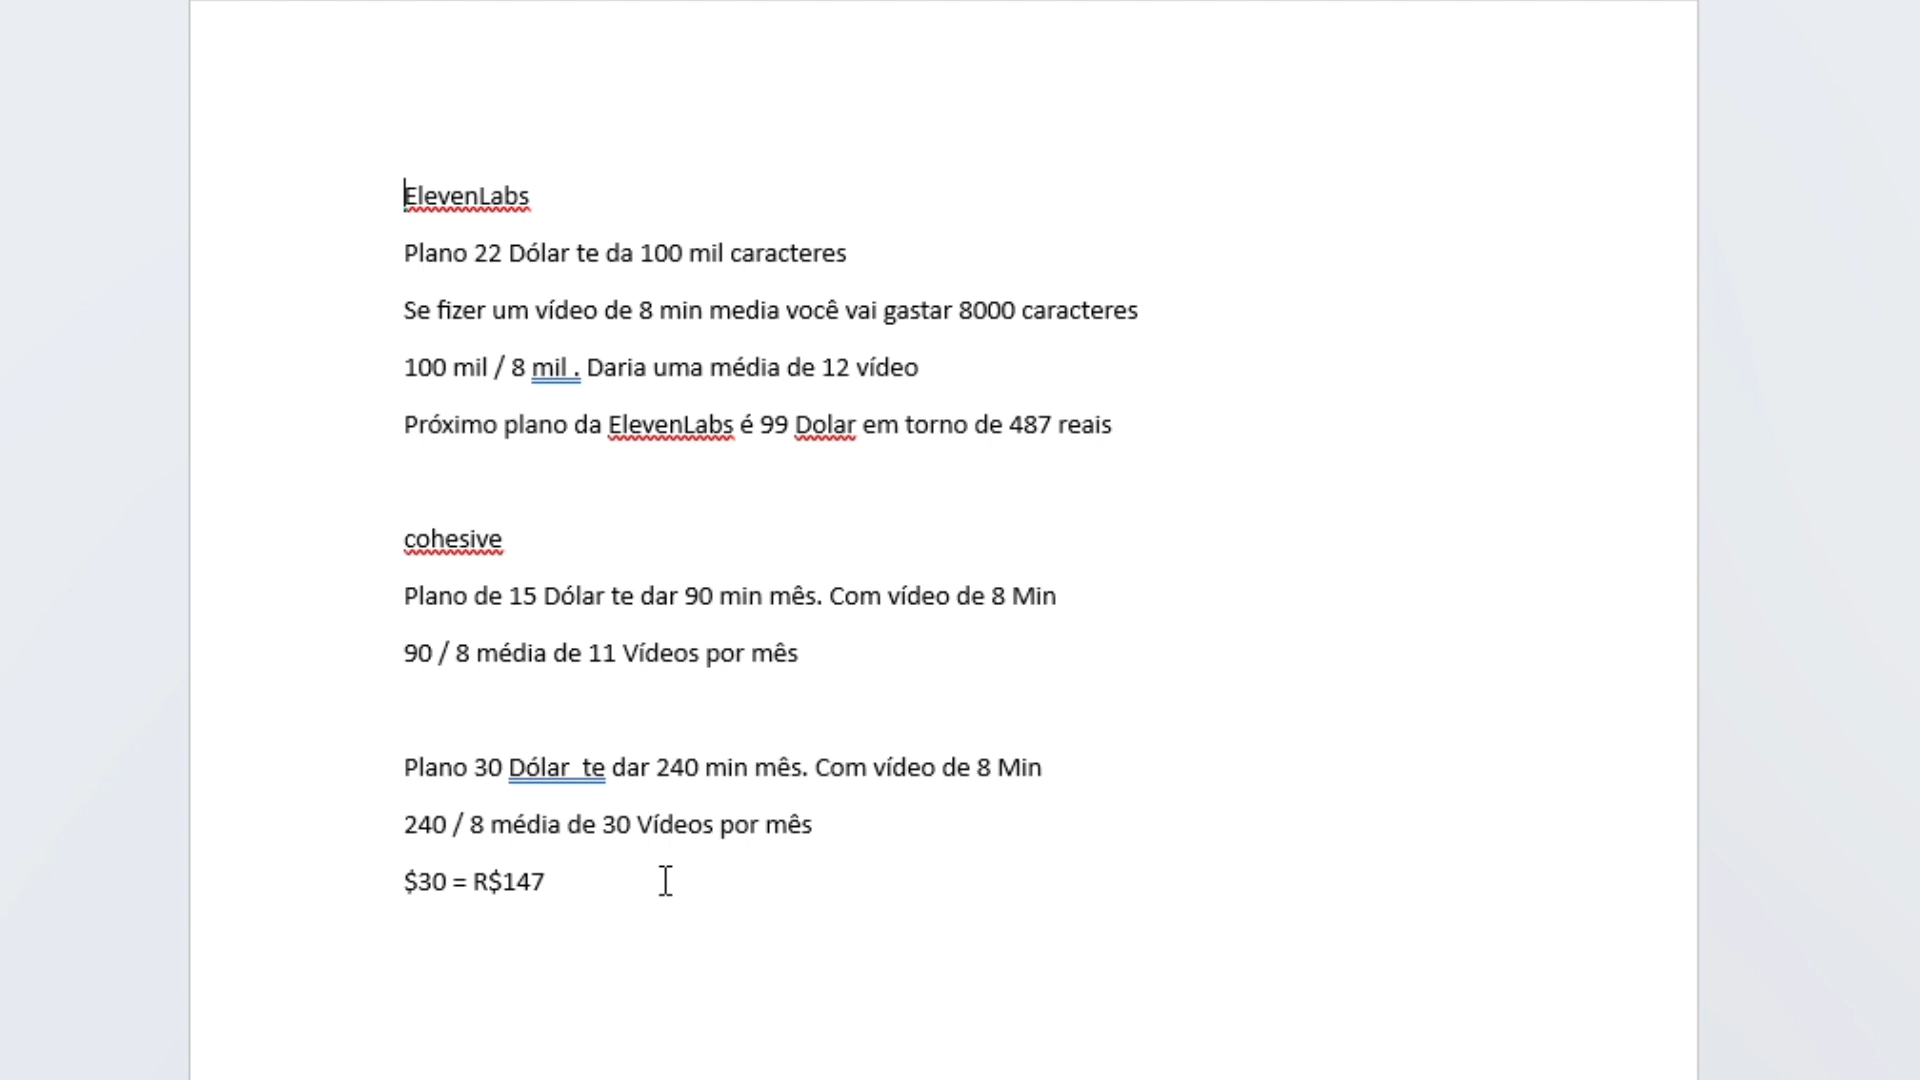 ElevenLabs
Plano 22 Dólar te da 100 mil caracteres
Se fizer um vídeo de 8 min media você vai gastar 8000 caracteres
100 mil / 8 mil . Daria uma média de 12 vídeo
Próximo plano da ElevenLabs é 99 Dolar em torno de 487 reais
cohesive
Plano de 15 Dólar te dar 90 min mês. Com vídeo de 8 Min
90 / 8 média de 11 Vídeos por mês
Plano 30 Dólar  te dar 240 min mês. Com vídeo de 8 Min
240 / 8 média de 30 Vídeos por mês
$30 = R$147